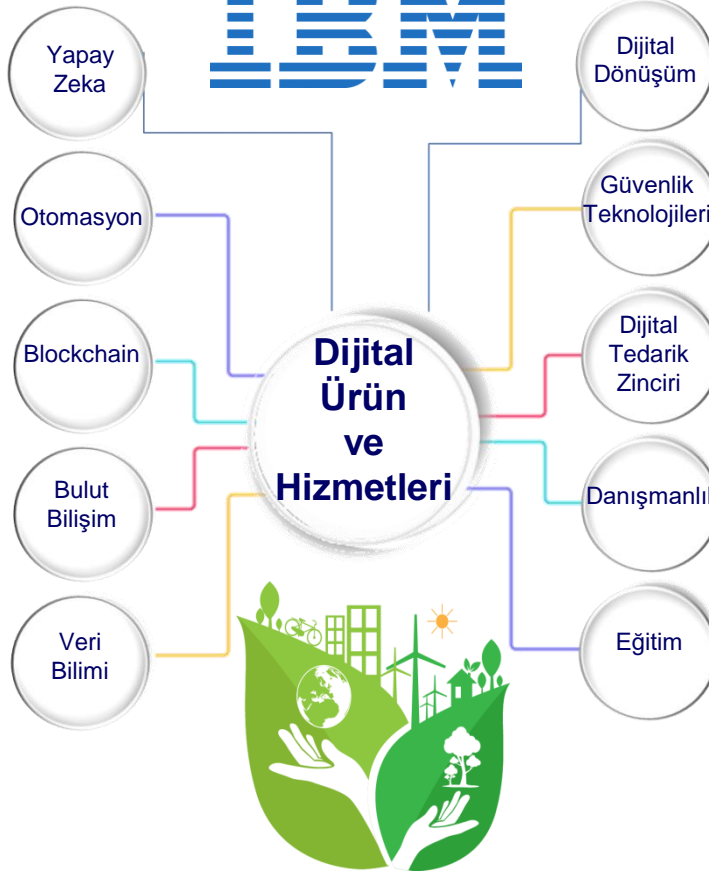 IBM
Yapay
Zeka
Dijital
Dönüşüm
Otomasyon
Güvenlik
Teknolojileri
Blockchain
Dijital
Tedarik
Zinciri
Dijital
Ürün
ve
Hizmetleri
Bulut
Bilişim
Veri
Bilimi
Eğitim